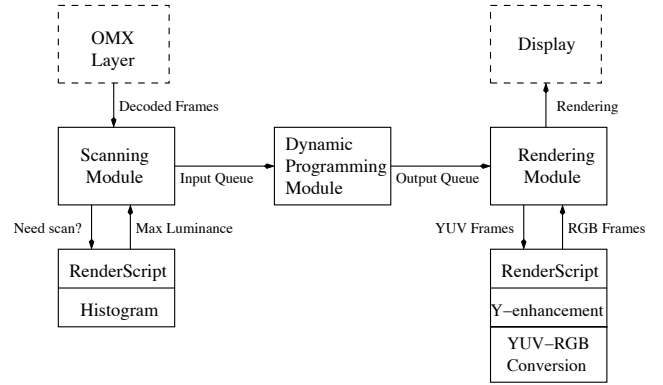 OMX
Layer
Display
Decoded Frames
Rendering
Scanning
Module
Input Queue
Dynamic
Programming
Module
Output Queue
Rendering
Module
Need scan?
Max Luminance
YUV Frames
RGB Frames
RenderScript
Histogram
RenderScript
Y-enhancement
YUV-RGB
Conversion